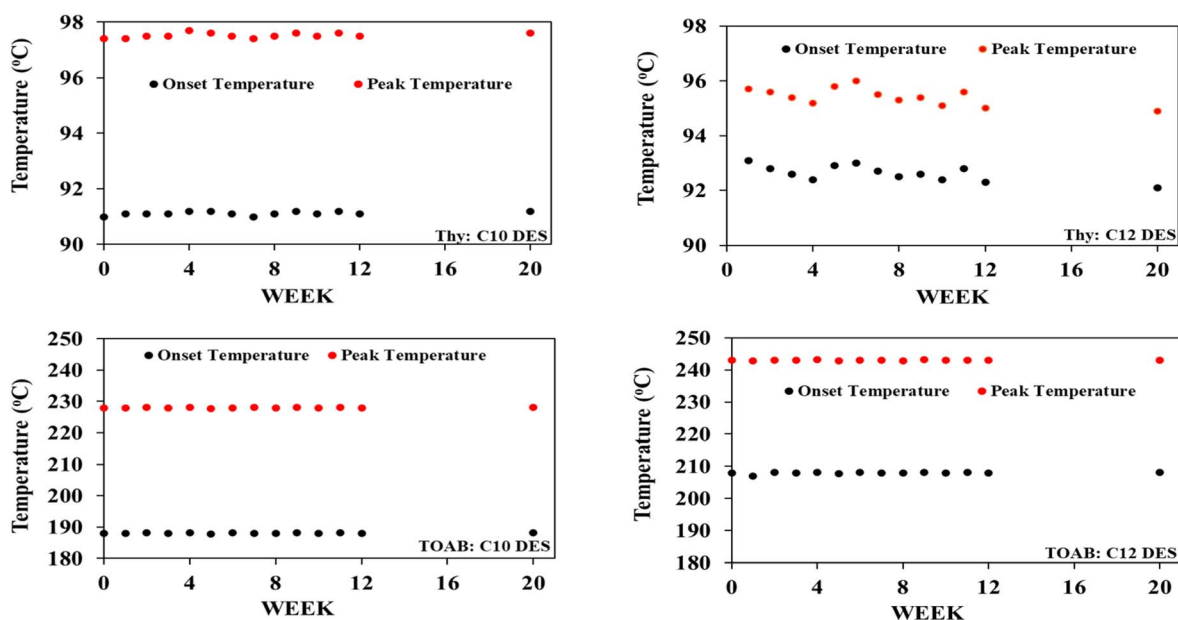 98
96
94
92
90
Temperature (⁰C)
Onset Temperature
Peak Temperature
Thy: C10 DES
0 4 8 12 16 20
WEEK
98
96
94
92
90
Temperature (⁰C)
Onset Temperature
Peak Temperature
Thy: C12 DES
0 4 8 12 16 20
WEEK
250
240
230
220
210
200
190
180
Temperature (⁰C)
Onset Temperature
Peak Temperature
TOAB: C10 DES
0 4 8 12 16 20
WEEK
250
240
230
220
210
200
190
180
Temperature (⁰C)
Onset Temperature
Peak Temperature
TOAB: C12 DES
0 4 8 12 16 20
WEEK